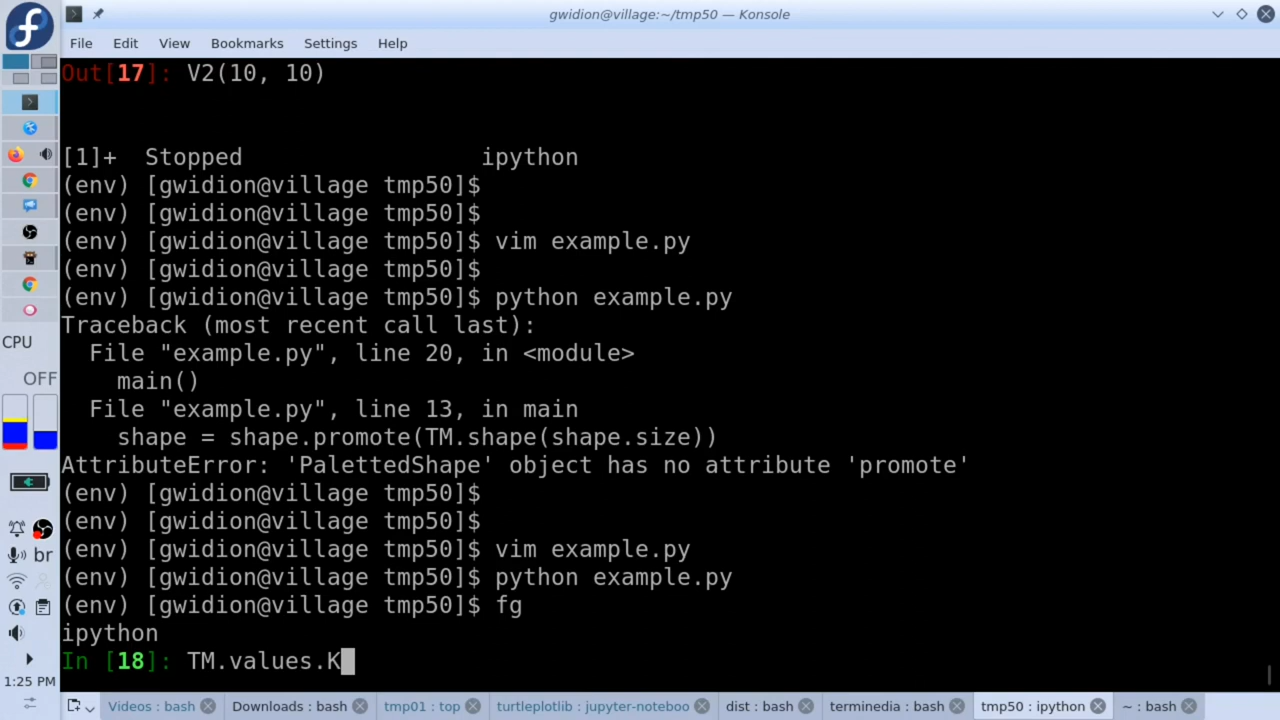 gwidion@village:~/tmp50 — Konsole
File Edit View Bookmarks Settings Help
Out[17]: V2(10, 10)
[1]+  Stopped                 ipython
(env) [gwidion@village tmp50]$
(env) [gwidion@village tmp50]$
(env) [gwidion@village tmp50]$ vim example.py
(env) [gwidion@village tmp50]$
(env) [gwidion@village tmp50]$ python example.py
Traceback (most recent call last):
  File "example.py", line 20, in <module>
    main()
  File "example.py", line 13, in main
    shape = shape.promote(TM.shape(shape.size))
AttributeError: 'PalettedShape' object has no attribute 'promote'
(env) [gwidion@village tmp50]$
(env) [gwidion@village tmp50]$
(env) [gwidion@village tmp50]$ vim example.py
(env) [gwidion@village tmp50]$ python example.py
(env) [gwidion@village tmp50]$ fg
ipython
In [18]: TM.values.K
CPU
OFF
br
1:25 PM
Videos : bash Downloads : bash tmp01 : top turtleplotlib : jupyter-noteboo dist : bash terminedia : bash tmp50 : ipython ~ : bash